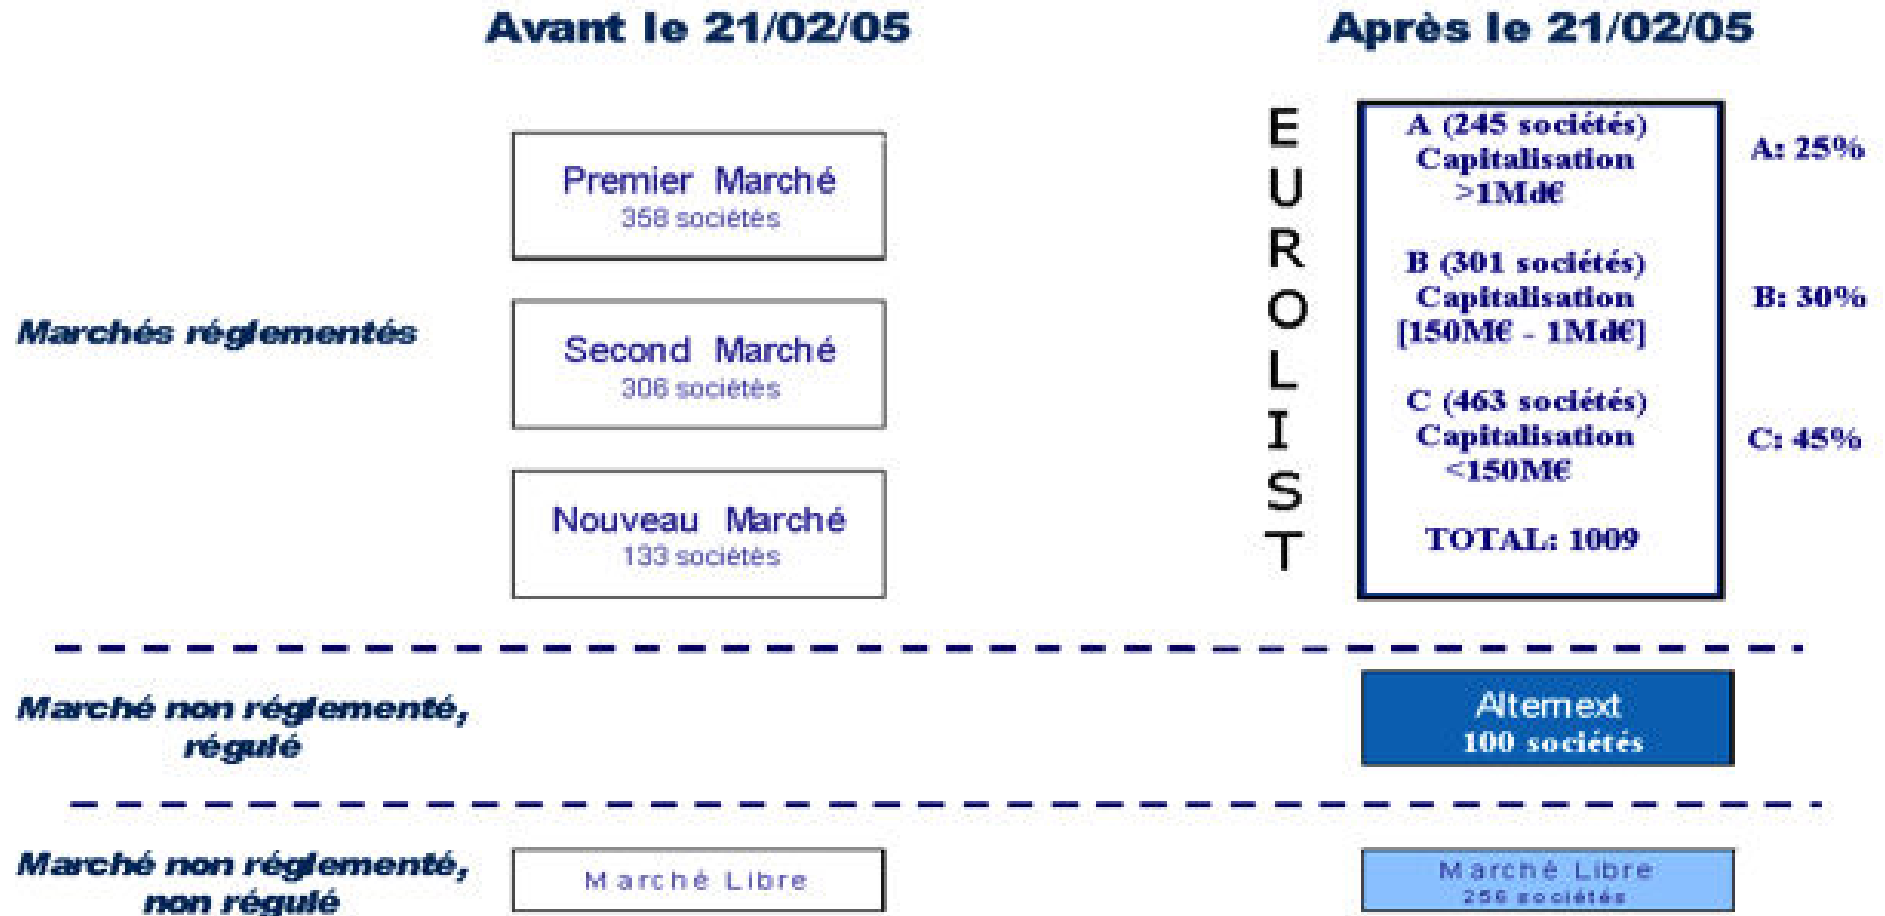 Avant le 21/02/05
Après le 21/02/05
Marchés réglementés
Premier Marché
358 sociétés
Second Marché
306 sociétés
Nouveau Marché
133 sociétés
EUROLIST
A (245 sociétés)
Capitalisation
>1Md€
B (301 sociétés)
Capitalisation
[150M€ - 1Md€]
C (463 sociétés)
Capitalisation
<150M€
TOTAL: 1009
A: 25%
B: 30%
C: 45%
Marché non réglementé,
régulé
Alternext
100 sociétés
Marché non réglementé,
non régulé
Marché Libre
Marché Libre
256 sociétés